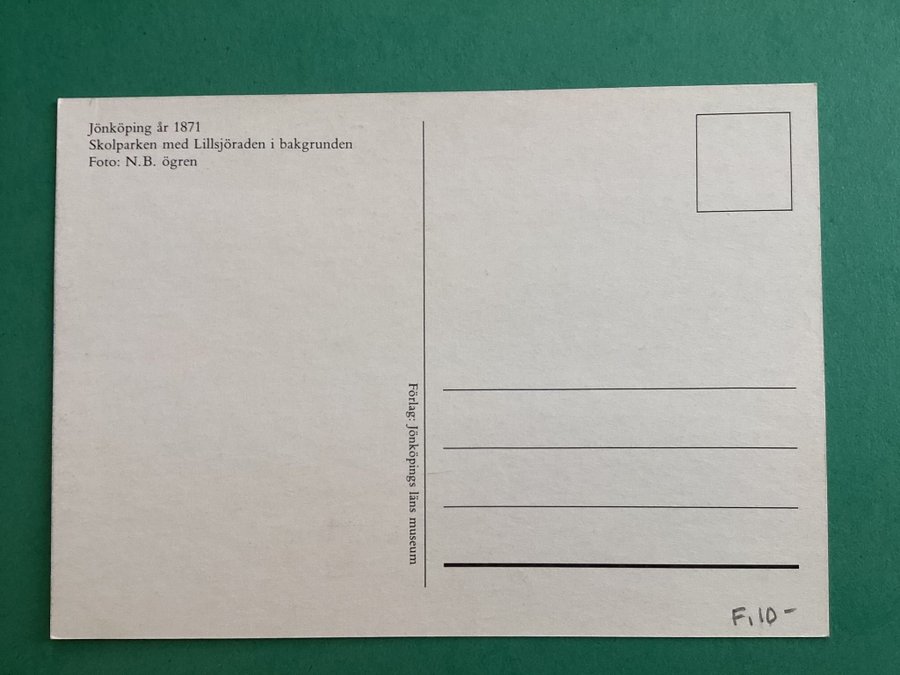 Jönköping år 1871
Skolparken med Lillsjöraden i bakgrunden
Foto: N.B. ögren
Förlag: Jönköpings läns museum
F,10-